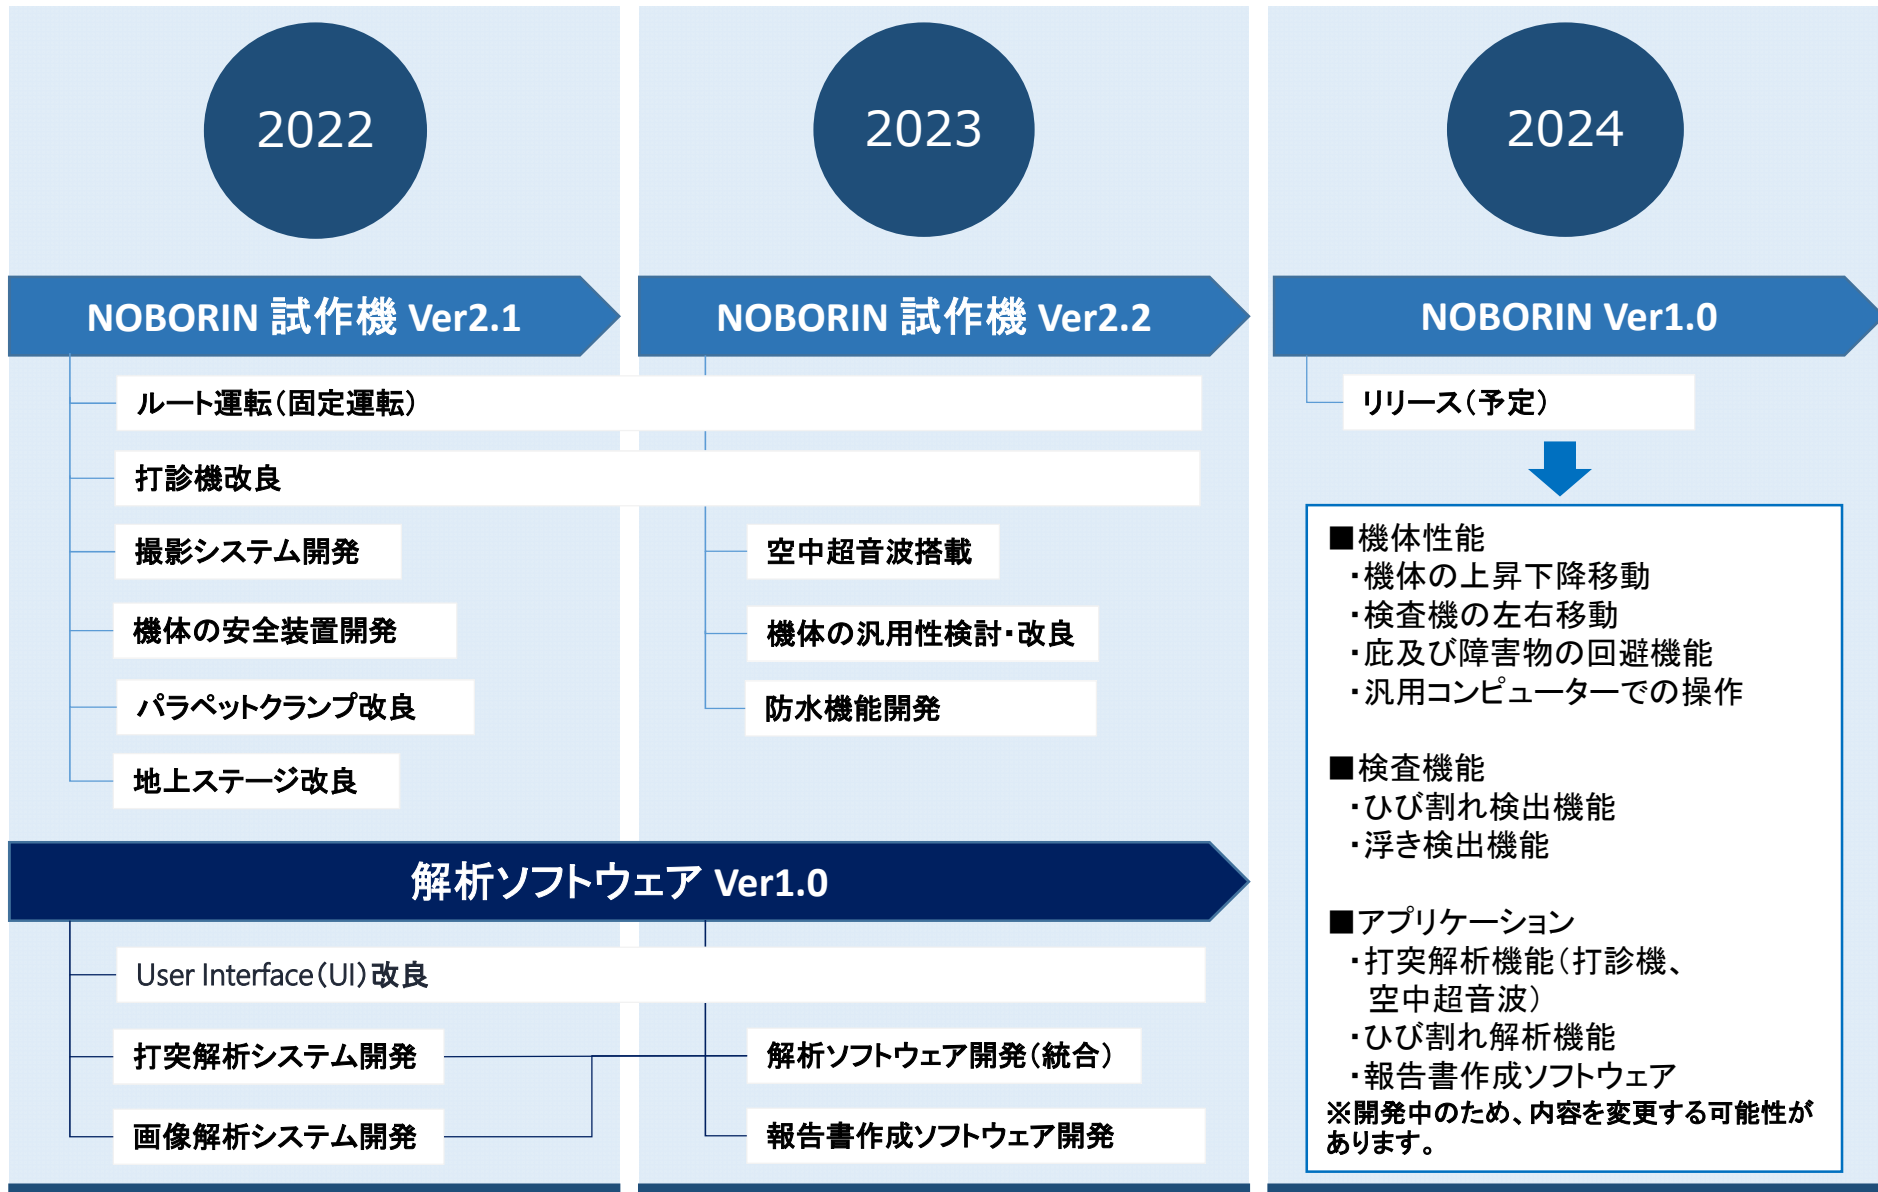 2022
2023
2024
NOBORIN 試作機 Ver2.1
NOBORIN 試作機 Ver2.2
NOBORIN Ver1.0
ルート運転（固定運転）
打診機改良
撮影システム開発
機体の安全装置開発
パラペットクランプ改良
地上ステージ改良
空中超音波搭載
機体の汎用性検討・改良
防水機能開発
リリース（予定）
■機体性能
・機体の上昇下降移動
・検査機の左右移動
・庇及び障害物の回避機能
・汎用コンピューターでの操作
■検査機能
・ひび割れ検出機能
・浮き検出機能
■アプリケーション
・打突解析機能（打診機、
空中超音波）
・ひび割れ解析機能
・報告書作成ソフトウェア
※開発中のため、内容を変更する可能性が
あります。
解析ソフトウェア Ver1.0
User Interface（UI）改良
打突解析システム開発
画像解析システム開発
解析ソフトウェア開発（統合）
報告書作成ソフトウェア開発